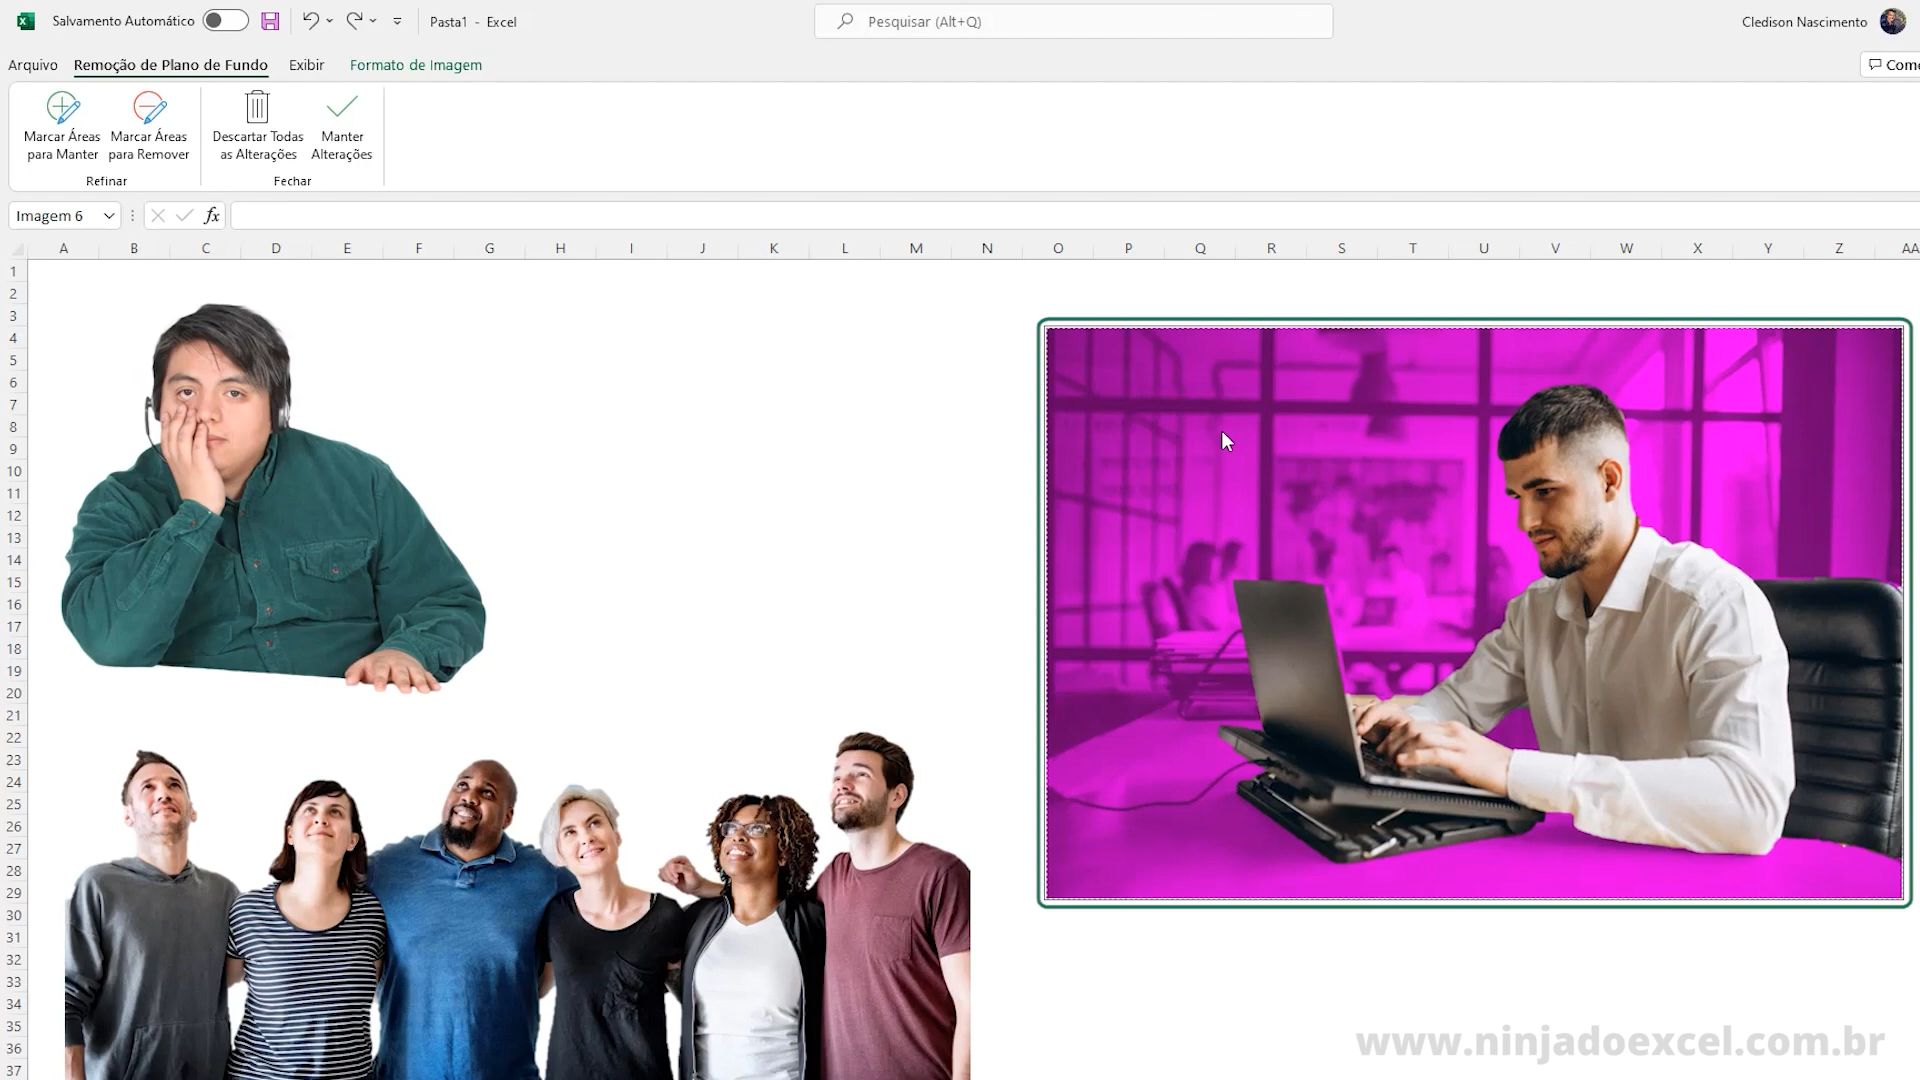 Salvamento Automático
Pasta1 - Excel
Pesquisar (Alt+Q)
Cledison Nascimento
Arquivo
Remoção de Plano de Fundo
Exibir
Formato de Imagem
Come
Marcar Áreas
para Manter
Marcar Áreas
para Remover
Descartar Todas
as Alterações
Manter
Alterações
Refinar
Fechar
Imagem 6
fx
A B C D E F G H I J K L M N O P Q R S T U V W X Y Z AA
1
2
3
4
5
6
7
8
9
10
11
12
13
14
15
16
17
18
19
20
21
22
23
24
25
26
27
28
29
30
31
32
33
34
35
36
37
www.ninjadoexcel.com.br